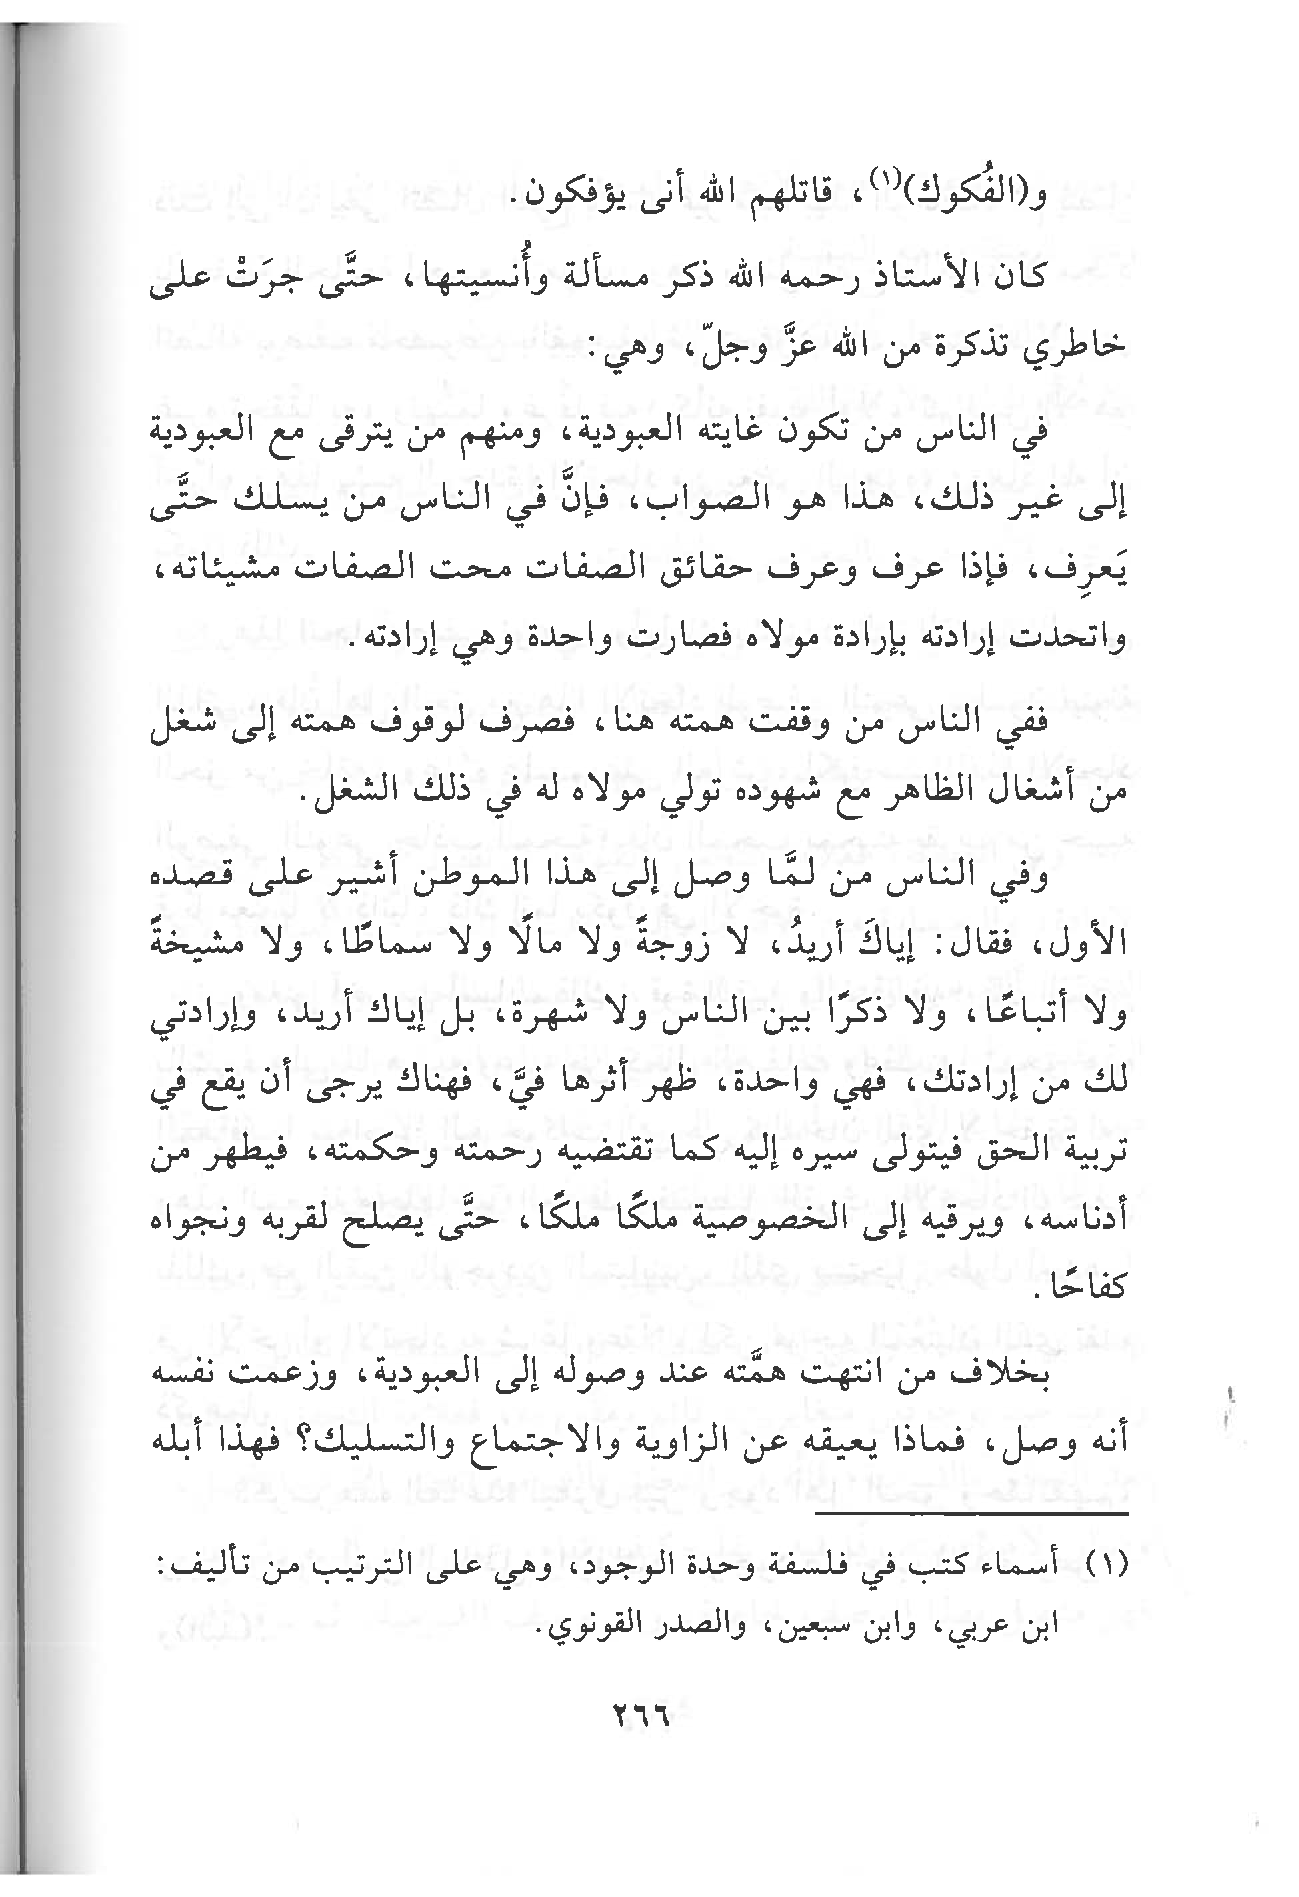 و(الفُكوك)(١)، قاتلهم الله أنى يؤفكون.
كان الأستاذ رحمه الله ذكر مسألة وأُنسيتها، حتَّى جرَتْ على
خاطري تذكرة من الله عزَّ وجلّ، وهي:
في الناس من تكون غايته العبودية، ومنهم من يترقى مع العبودية
إلى غير ذلك، هذا هو الصواب، فإنَّ في الناس من يسلك حتَّى
يَعرِف، فإذا عرف وعرف حقائق الصفات محت الصفات مشيئاته،
واتحدت إرادته بإرادة مولاه فصارت واحدة وهي إرادته.
ففي الناس من وقفت همته هنا، فصرف لوقوف همته إلى شغل
من أشغال الظاهر مع شهوده تولي مولاه له في ذلك الشغل.
وفي الناس من لمَّا وصل إلى هذا الموطن أشير على قصده
الأول، فقال: إياكَ أريدُ، لا زوجةً ولا مالًا ولا سماطًا، ولا مشيخةً
ولا أتباعًا، ولا ذكرًا بين الناس ولا شهرة، بل إياك أريد، وإرادتي
لك من إرادتك، فهي واحدة، ظهر أثرها فيَّ، فهناك يرجى أن يقع في
تربية الحق فيتولى سيره إليه كما تقتضيه رحمته وحكمته، فيطهر من
أدناسه، ويرقيه إلى الخصوصية ملكًا ملكًا، حتَّى يصلح لقربه ونجواه
كفاحًا.
بخلاف من انتهت همَّته عند وصوله إلى العبودية، وزعمت نفسه
أنه وصل، فماذا يعيقه عن الزاوية والاجتماع والتسليك؟ فهذا أبله
(١) أسماء كتب في فلسفة وحدة الوجود، وهي على الترتيب من تأليف:
ابن عربي، وابن سبعين، والصدر القونوي.
٢٦٦